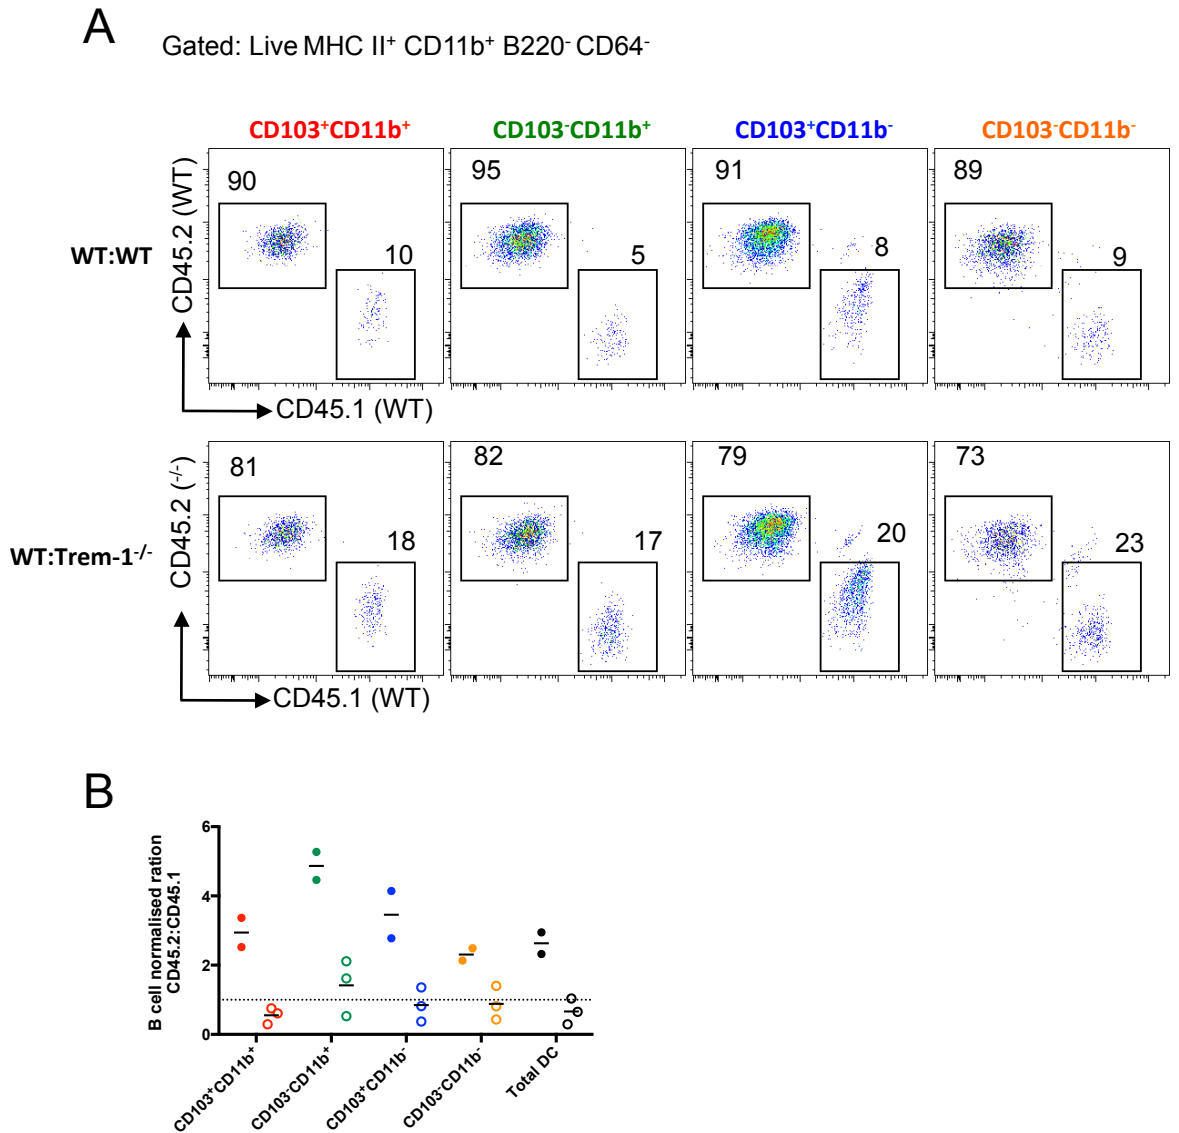 A
Gated: Live MHC II⁺ CD11b⁺ B220⁻ CD64⁻
CD103⁺CD11b⁺ CD103⁻CD11b⁺ CD103⁺CD11b⁻ CD103⁻CD11b⁻
WT:WT
CD45.2 (WT)
90 95 91 89
10 5 8 9
CD45.1 (WT)
WT:Trem-1⁻/⁻
CD45.2 (⁻/⁻)
81 82 79 73
18 17 20 23
CD45.1 (WT)
B
B cell normalised ration
CD45.2:CD45.1
6
4
2
0
CD103⁺CD11b⁺
CD103⁻CD11b⁺
CD103⁺CD11b⁻
CD103⁻CD11b⁻
Total DC